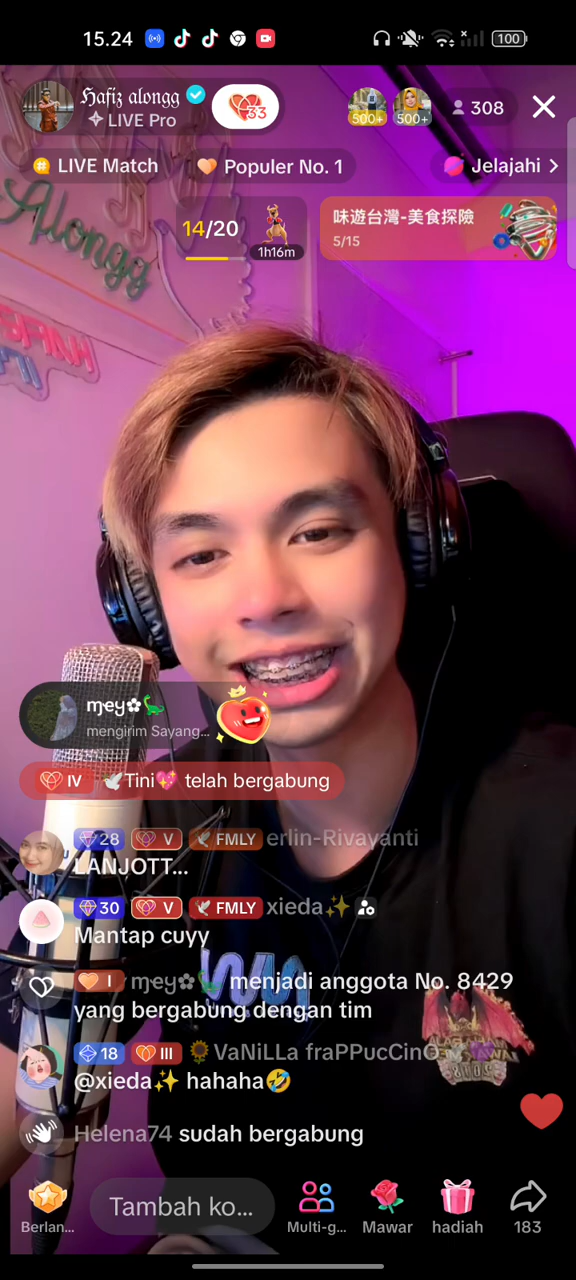 15.24
100
Hafiz alongg
LIVE Pro
33
500+
500+
308
LIVE Match
Populer No. 1
Jelajahi >
Alongg
14/20
1h16m
味遊台灣-美食探險
5/15
ɱҽყ✿🦕
mengirim Sayang...
IV 🕊Tini💖 telah bergabung
28 V FMLY erlin-Rivayanti
LANJOTT...
30 V FMLY xieda✨
Mantap cuyy
I ɱҽყ✿🦕 menjadi anggota No. 8429
yang bergabung dengan tim
18 III 🌻VaNiLLa fraPPucCinO
@xieda✨ hahaha🤣
Helena74 sudah bergabung
Berlan...
Tambah ko...
Multi-g...
Mawar
hadiah
183